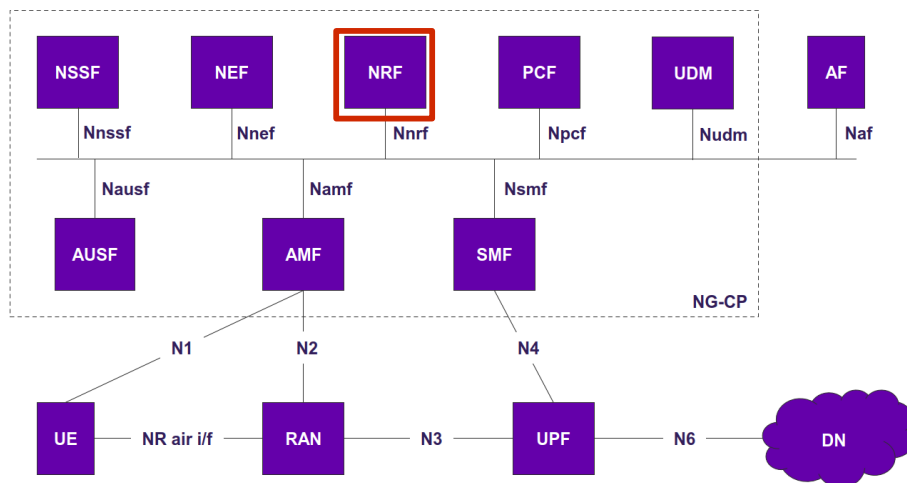 NSSF
NEF
NRF
PCF
UDM
AF
Nnssf
Nnef
Nnrf
Npcf
Nudm
Naf
Nausf
Namf
Nsmf
AUSF
AMF
SMF
NG-CP
N1
N2
N4
UE
NR air i/f
RAN
N3
UPF
N6
DN